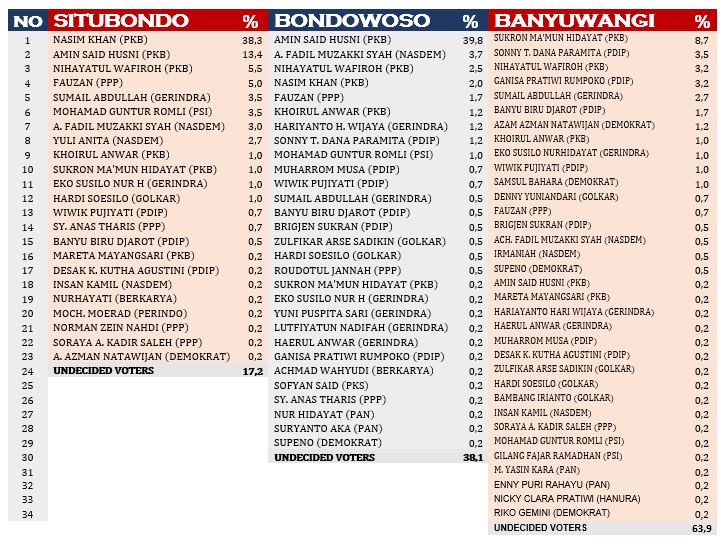 NO SITUBONDO % BONDOWOSO % BANYUWANGI %
1 NASIM KHAN (PKB) 38,3 AMIN SAID HUSNI (PKB) 39,8 SUKRON MA'MUN HIDAYAT (PKB) 8,7
2 AMIN SAID HUSNI (PKB) 13,4 A. FADIL MUZAKKI SYAH (NASDEM) 3,7 SONNY T. DANA PARAMITA (PDIP) 3,5
3 NIHAYATUL WAFIROH (PKB) 5,5 NIHAYATUL WAFIROH (PKB) 2,5 NIHAYATUL WAFIROH (PKB) 3,2
4 FAUZAN (PPP) 5,0 NASIM KHAN (PKB) 2,0 GANISA PRATIWI RUMPOKO (PDIP) 3,2
5 SUMAIL ABDULLAH (GERINDRA) 3,5 FAUZAN (PPP) 1,7 SUMAIL ABDULLAH (GERINDRA) 2,7
6 MOHAMAD GUNTUR ROMLI (PSI) 3,5 KHOIRUL ANWAR (PKB) 1,2 BANYU BIRU DJAROT (PDIP) 1,7
7 A. FADIL MUZAKKI SYAH (NASDEM) 3,0 HARIYANTO H. WIJAYA (GERINDRA) 1,2 AZAM AZMAN NATAWIJAN (DEMOKRAT) 1,2
8 YULI ANITA (NASDEM) 2,7 SONNY T. DANA PARAMITA (PDIP) 1,2 KHOIRUL ANWAR (PKB) 1,0
9 KHOIRUL ANWAR (PKB) 1,0 MOHAMAD GUNTUR ROMLI (PSI) 1,0 EKO SUSILO NURHIDAYAT (GERINDRA) 1,0
10 SUKRON MA'MUN HIDAYAT (PKB) 1,0 MUHARROM MUSA (PDIP) 0,7 WIWIK PUJIYATI (PDIP) 1,0
11 EKO SUSILO NUR H (GERINDRA) 1,0 WIWIK PUJIYATI (PDIP) 0,7 SAMSUL BAHARA (DEMOKRAT) 1,0
12 HARDI SOESILO (GOLKAR) 1,0 SUMAIL ABDULLAH (GERINDRA) 0,5 DENNY YUNIANDARI (GOLKAR) 0,7
13 WIWIK PUJIYATI (PDIP) 0,7 BANYU BIRU DJAROT (PDIP) 0,5 FAUZAN (PPP) 0,7
14 SY. ANAS THARIS (PPP) 0,7 BRIGJEN SUKRAN (PDIP) 0,5 BRIGJEN SUKRAN (PDIP) 0,5
15 BANYU BIRU DJAROT (PDIP) 0,5 ZULFIKAR ARSE SADIKIN (GOLKAR) 0,5 ACH. FADIL MUZAKKI SYAH (NASDEM) 0,5
16 MARETA MAYANGSARI (PKB) 0,2 HARDI SOESILO (GOLKAR) 0,5 IRMANIAH (NASDEM) 0,5
17 DESAK K. KUTHA AGUSTINI (PDIP) 0,2 ROUDOTUL JANNAH (PPP) 0,5 SUPENO (DEMOKRAT) 0,5
18 INSAN KAMIL (NASDEM) 0,2 SUKRON MA'MUN HIDAYAT (PKB) 0,2 AMIN SAID HUSNI (PKB) 0,2
19 NURHAYATI (BERKARYA) 0,2 EKO SUSILO NUR H (GERINDRA) 0,2 MARETA MAYANGSARI (PKB) 0,2
20 MOCH. MOERAD (PERINDO) 0,2 YUNI PUSPITA SARI (GERINDRA) 0,2 HARIAYANTO HARI WIJAYA (GERINDRA) 0,2
21 NORMAN ZEIN NAHDI (PPP) 0,2 LUTFIYATUN NADIFAH (GERINDRA) 0,2 HAERUL ANWAR (GERINDRA) 0,2
22 SORAYA A. KADIR SALEH (PPP) 0,2 HAERUL ANWAR (GERINDRA) 0,2 MUHARROM MUSA (PDIP) 0,2
23 A. AZMAN NATAWIJAN (DEMOKRAT) 0,2 GANISA PRATIWI RUMPOKO (PDIP) 0,2 DESAK K. KUTHA AGUSTINI (PDIP) 0,2
24 UNDECIDED VOTERS 17,2 ACHMAD WAHYUDI (BERKARYA) 0,2 ZULFIKAR ARSE SADIKIN (GOLKAR) 0,2
25 SOFYAN SAID (PKS) 0,2 HARDI SOESILO (GOLKAR) 0,2
26 SY. ANAS THARIS (PPP) 0,2 BAMBANG IRIANTO (GOLKAR) 0,2
27 NUR HIDAYAT (PAN) 0,2 INSAN KAMIL (NASDEM) 0,2
28 SURYANTO AKA (PAN) 0,2 SORAYA A. KADIR SALEH (PPP) 0,2
29 SUPENO (DEMOKRAT) 0,2 MOHAMAD GUNTUR ROMLI (PSI) 0,2
30 UNDECIDED VOTERS 38,1 GILANG FAJAR RAMADHAN (PSI) 0,2
31 M. YASIN KARA (PAN) 0,2
32 ENNY PURI RAHAYU (PAN) 0,2
33 NICKY CLARA PRATIWI (HANURA) 0,2
34 RIKO GEMINI (DEMOKRAT) 0,2
UNDECIDED VOTERS 63,9